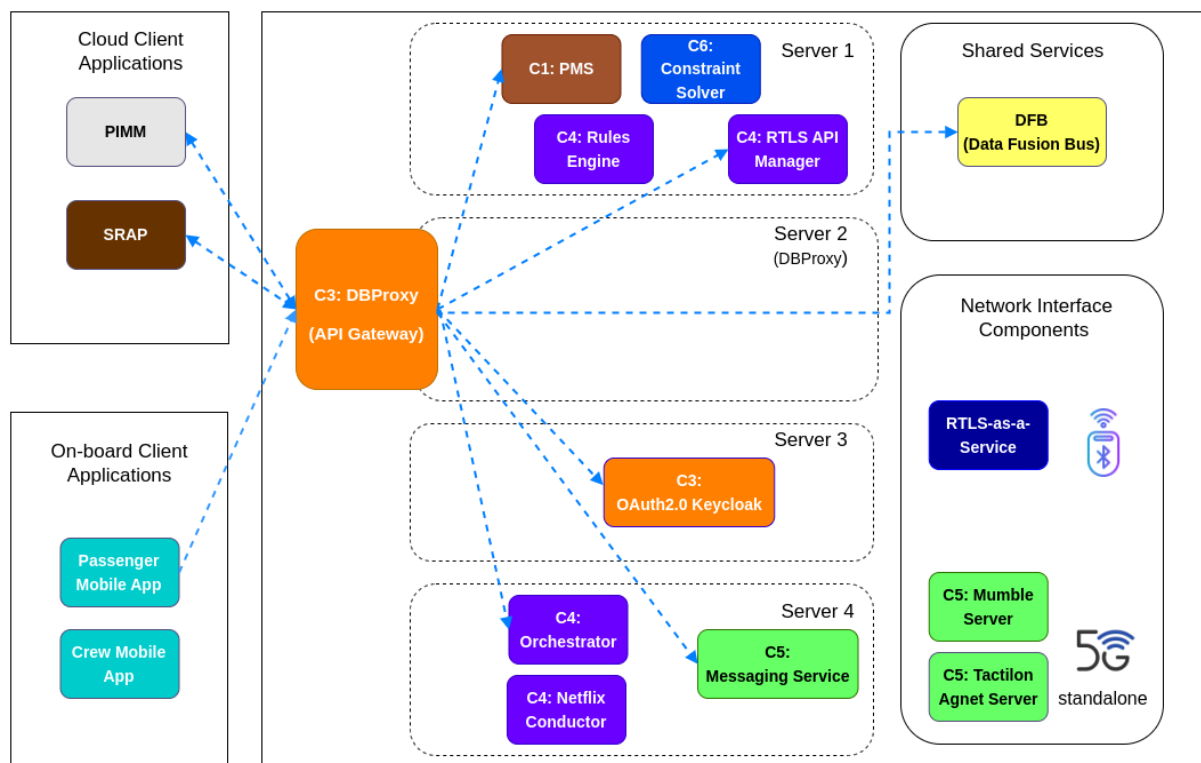 Cloud Client
Applications
PIMM
SRAP
On-board Client
Applications
Passenger
Mobile App
Crew Mobile
App
C3: DBProxy
(API Gateway)
Server 1
C1: PMS
C6:
Constraint
Solver
C4: Rules
Engine
C4: RTLS API
Manager
Server 2
(DBProxy)
Server 3
C3:
OAuth2.0 Keycloak
Server 4
C4:
Orchestrator
C5:
Messaging Service
C4: Netflix
Conductor
Shared Services
DFB
(Data Fusion Bus)
Network Interface
Components
RTLS-as-a-
Service
C5: Mumble
Server
C5: Tactilon
Agnet Server
5G
standalone